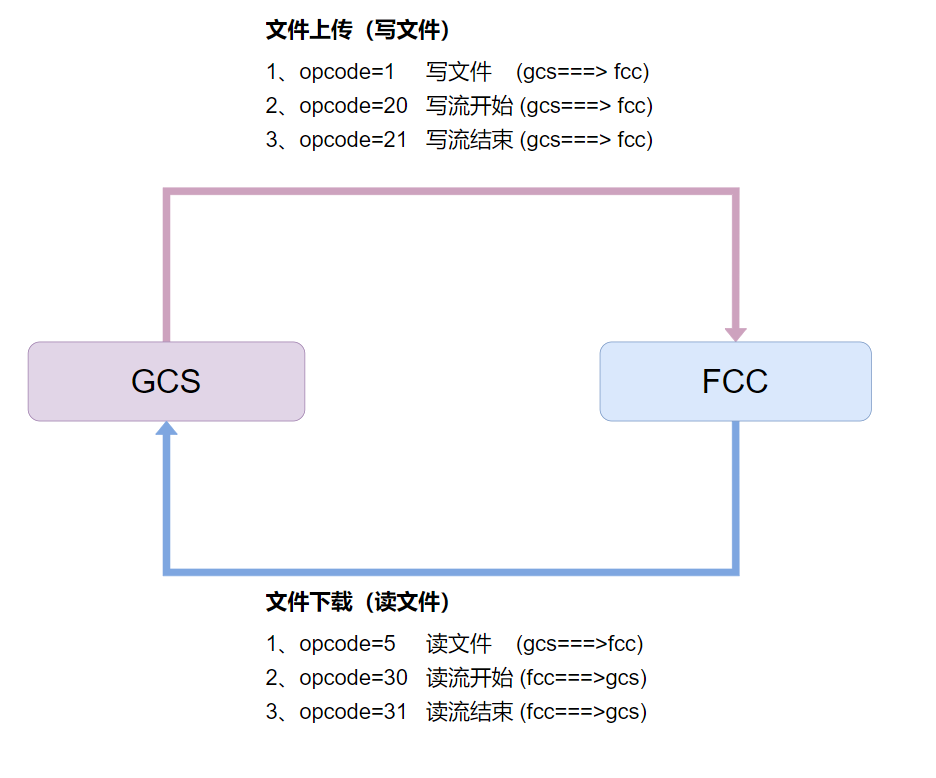 文件上传（写文件）
1、opcode=1 写文件 (gcs===> fcc)
2、opcode=20 写流开始 (gcs===> fcc)
3、opcode=21 写流结束 (gcs===> fcc)
GCS
FCC
文件下载（读文件）
1、opcode=5 读文件 (gcs===>fcc)
2、opcode=30 读流开始 (fcc===>gcs)
3、opcode=31 读流结束 (fcc===>gcs)